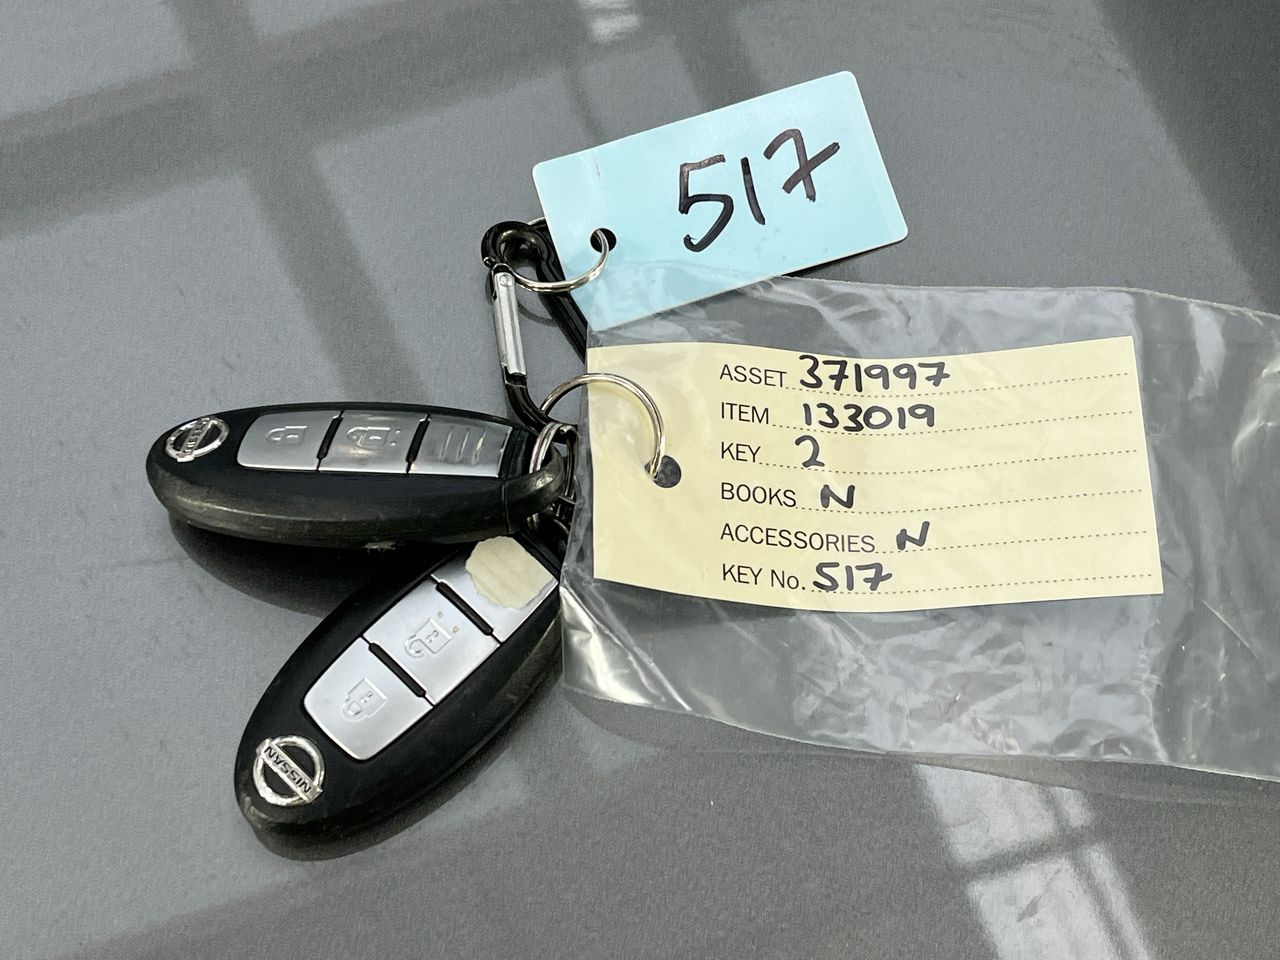 517
ASSET 371997
ITEM 133019
KEY 2
BOOKS N
ACCESSORIES N
KEY No. 517
NISSAN
NISSAN